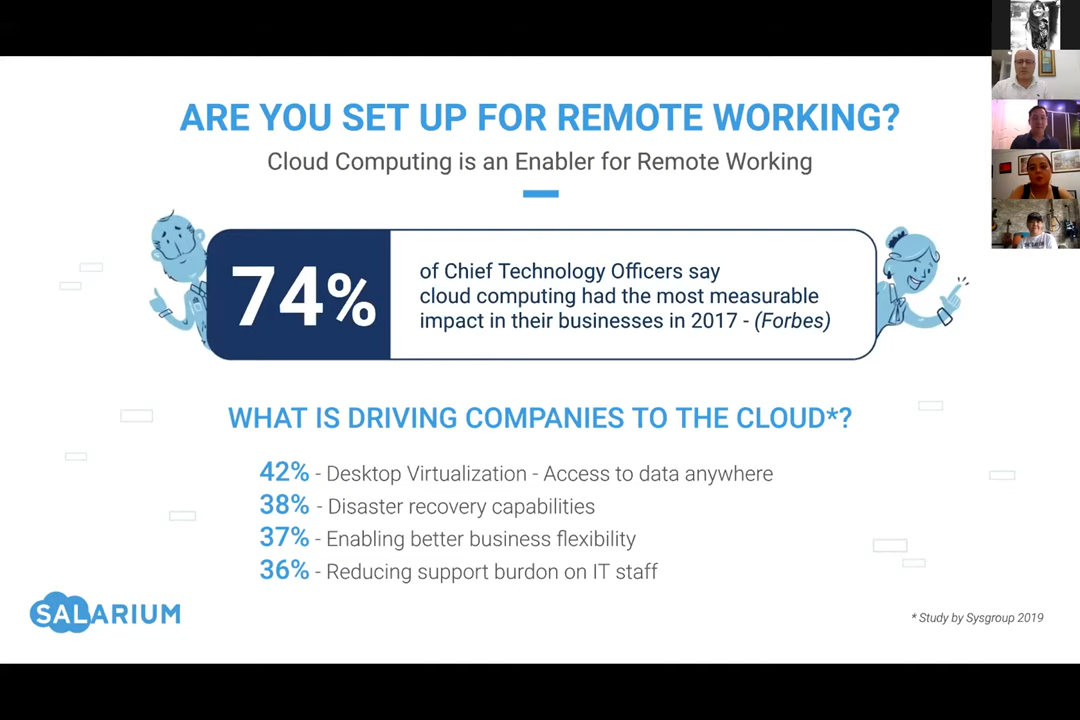 ARE YOU SET UP FOR REMOTE WORKING?
Cloud Computing is an Enabler for Remote Working
74%
of Chief Technology Officers say
cloud computing had the most measurable
impact in their businesses in 2017 - (Forbes)
WHAT IS DRIVING COMPANIES TO THE CLOUD*?
42% - Desktop Virtualization - Access to data anywhere
38% - Disaster recovery capabilities
37% - Enabling better business flexibility
36% - Reducing support burdon on IT staff
SALARIUM
* Study by Sysgroup 2019